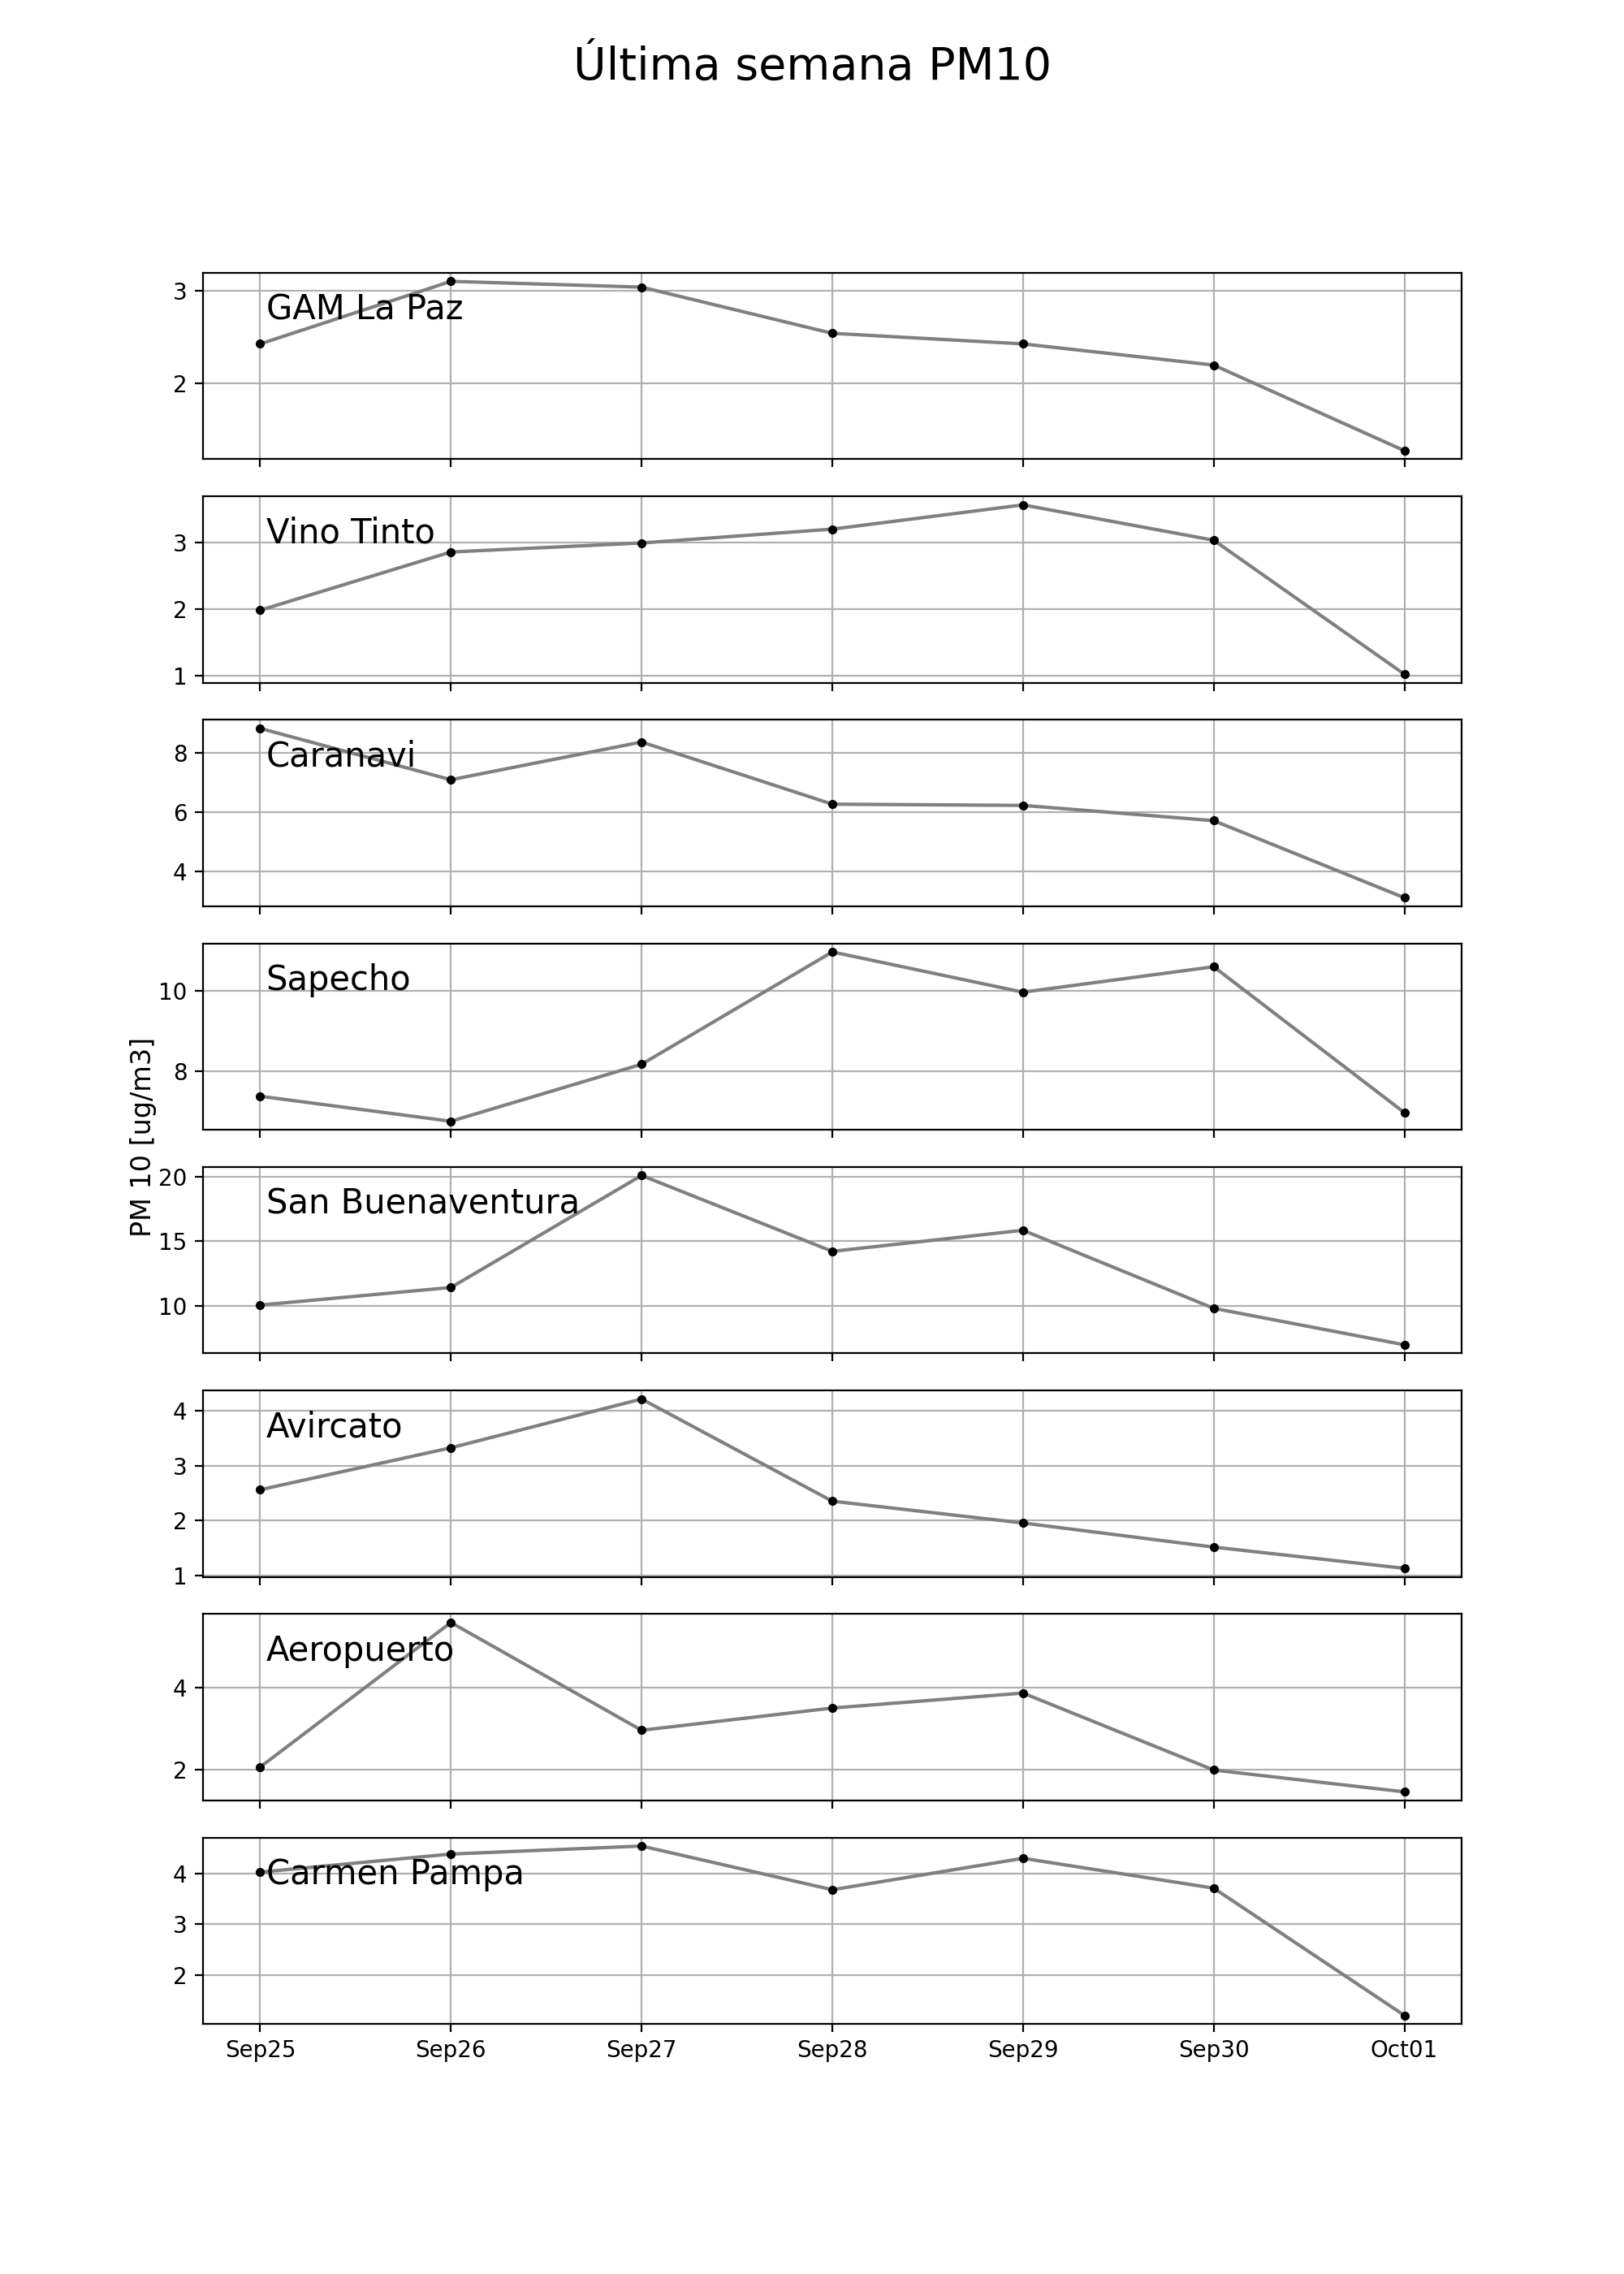 Última semana PM10
3
GAM La Paz
2
Vino Tinto
3
2
1
Caranavi
8
6
4
Sapecho
10
8
PM 10 [ug/m3]
20
San Buenaventura
15
10
4
Avircato
3
2
1
Aeropuerto
4
2
4
Carmen Pampa
3
2
Sep25 Sep26 Sep27 Sep28 Sep29 Sep30 Oct01